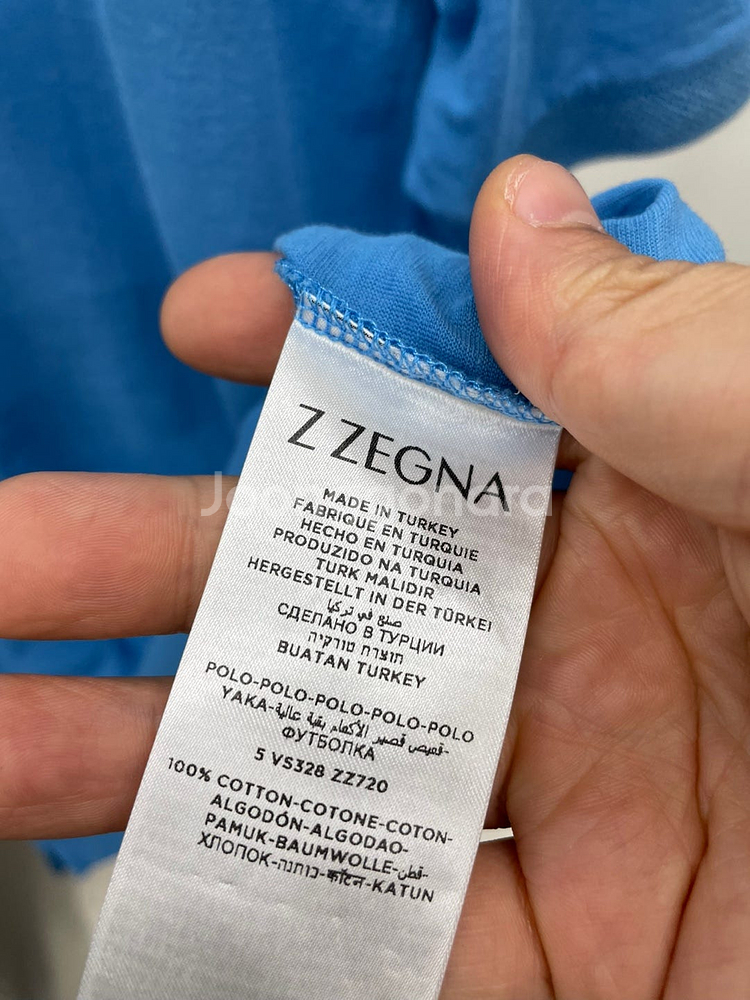 Z ZEGNA
MADE IN TURKEY
FABRIQUE EN TURQUIE
HECHO EN TURQUIA
PRODUZIDO NA TURQUIA
TURK MALIDIR
HERGESTELLT IN DER TÜRKEI
صنع في تركيا
СДЕЛАНО В ТУРЦИИ
תוצרת טורקיה
BUATAN TURKEY
POLO-POLO-POLO-POLO-POLO
YAKA-قميص قصير الأكمام بقبة عالية-
ФУТБОЛКА
5 VS328 ZZ720
100% COTTON-COTONE-COTON-
ALGODÓN-ALGODAO-
PAMUK-BAUMWOLLE-قطن-
ХЛОПОК-כותנה-कॉटन-KATUN